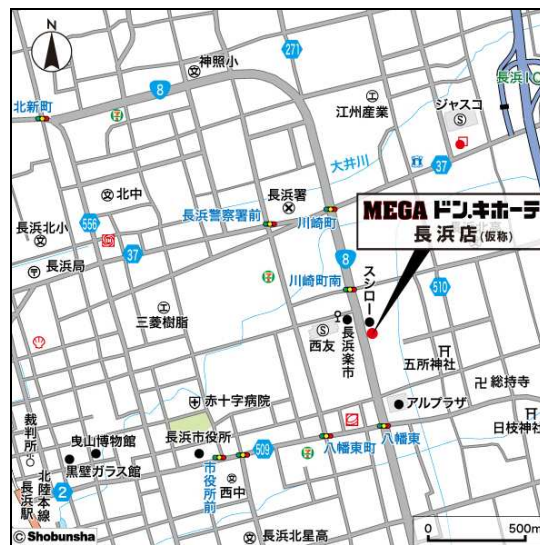 N
271
神照小
8
北新町
江州産業
ジャスコ
S
長浜IC
大井川
37
北中
長浜署
長浜警察署前
川崎町
MEGA ドン.キホーテ
長浜店(仮称)
長浜北小
556
37
長浜局
8
スシロー
川崎町南
510
三菱樹脂
西友
S
長浜楽市
五所神社
赤十字病院
アルプラザ
総持寺
日枝神社
裁判所
曳山博物館
長浜市役所
黒壁ガラス館
509
八幡東町
八幡東
市役所前
西中
北陸本線
長浜駅
2
長浜北星高
© Shobunsha
0
500m